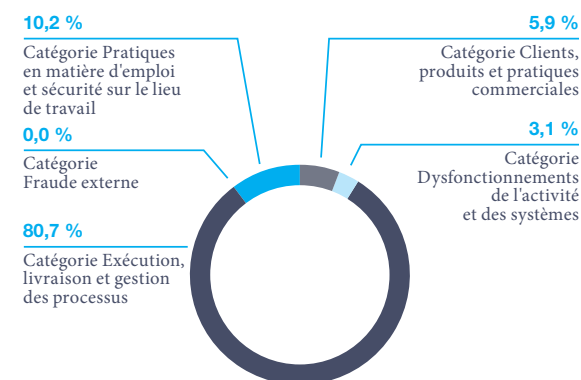 10,2 %
Catégorie Pratiques
en matière d'emploi
et sécurité sur le lieu
de travail
0,0 %
Catégorie
Fraude externe
80,7 %
Catégorie Exécution,
livraison et gestion
des processus
5,9 %
Catégorie Clients,
produits et pratiques
commerciales
3,1 %
Catégorie
Dysfonctionnements
de l'activité
et des systèmes